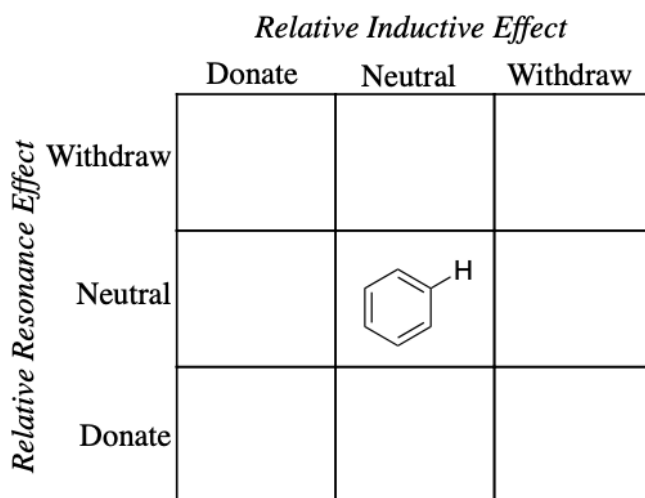 Relative Inductive Effect
Donate Neutral Withdraw
Relative Resonance Effect
Withdraw
Neutral
H
Donate